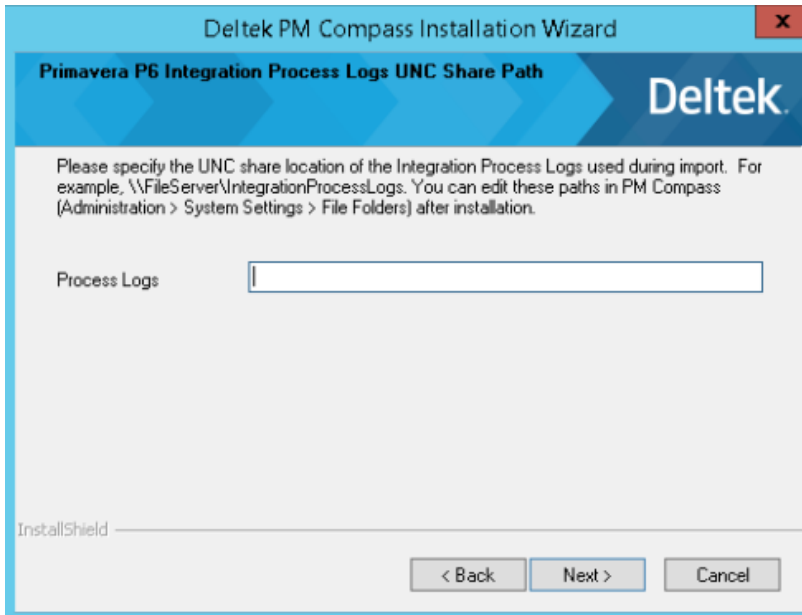 Deltek PM Compass Installation Wizard
x
Primavera P6 Integration Process Logs UNC Share Path
Deltek.
Please specify the UNC share location of the Integration Process Logs used during import. For
example, \\FileServer\IntegrationProcessLogs. You can edit these paths in PM Compass
(Administration > System Settings > File Folders) after installation.
Process Logs
InstallShield
< Back
Next >
Cancel